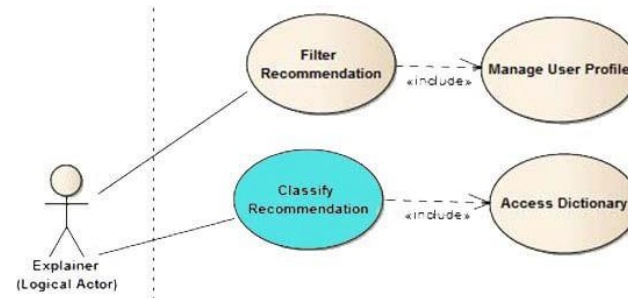 Filter
Recommendation
«include»
Manage User Profile
Classify
Recommendation
«include»
Access Dictionary
Explainer
(Logical Actor)